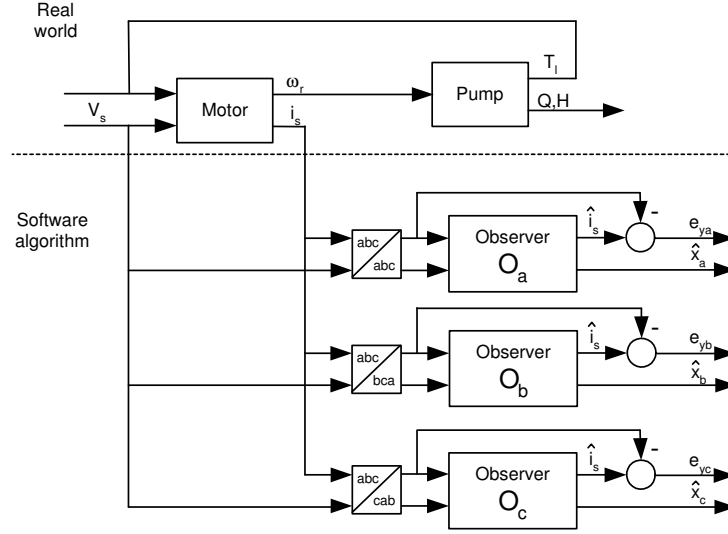 Real
world
T_l
ω_r
Motor
Pump
Q,H
V_s
i_s
Software
algorithm
abc
abc
Observer
O_a
î_s
-
e_ya
x̂_a
abc
bca
Observer
O_b
î_s
-
e_yb
x̂_b
abc
cab
Observer
O_c
î_s
-
e_yc
x̂_c